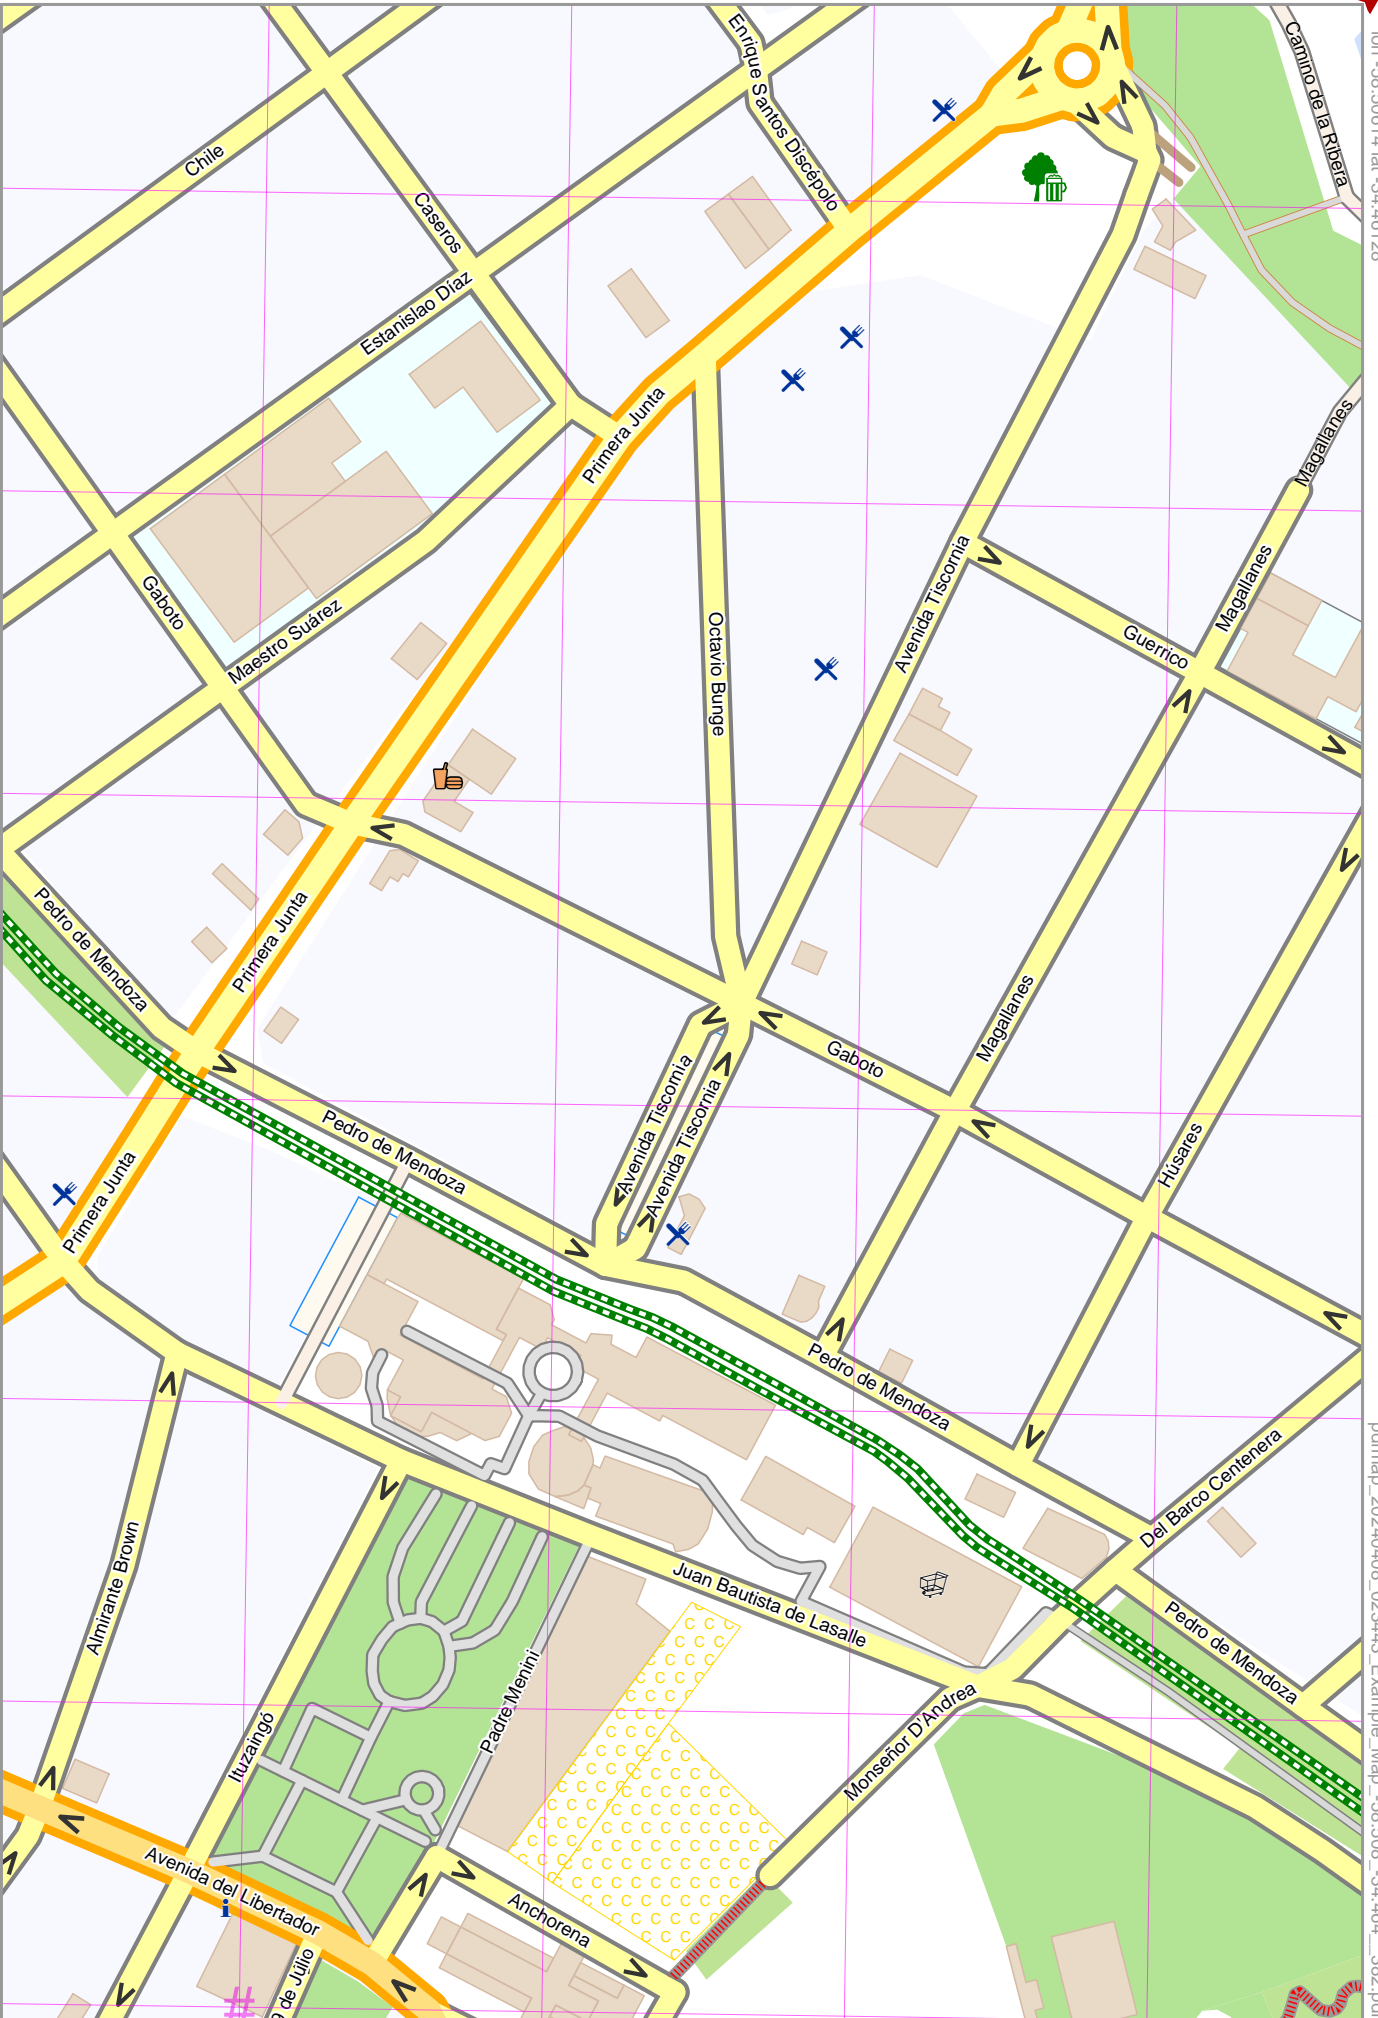 Enrique Santos Discépolo
Camino de la Ribera
Chile
Caseros
Estanislao Díaz
Primera Junta
Magallanes
Avenida Tiscornia
Magallanes
Gaboto
Maestro Suárez
Octavio Bunge
Guerrico
Pedro de Mendoza
Primera Junta
Magallanes
Gaboto
Avenida Tiscornia
Avenida Tiscornia
Pedro de Mendoza
Húsares
Primera Junta
Pedro de Mendoza
Del Barco Centenera
Almirante Brown
Juan Bautista de Lasalle
Pedro de Mendoza
Padre Menini
Ituzaingó
Monseñor D'Andrea
Avenida del Libertador
i
Anchorena
9 de Julio
#